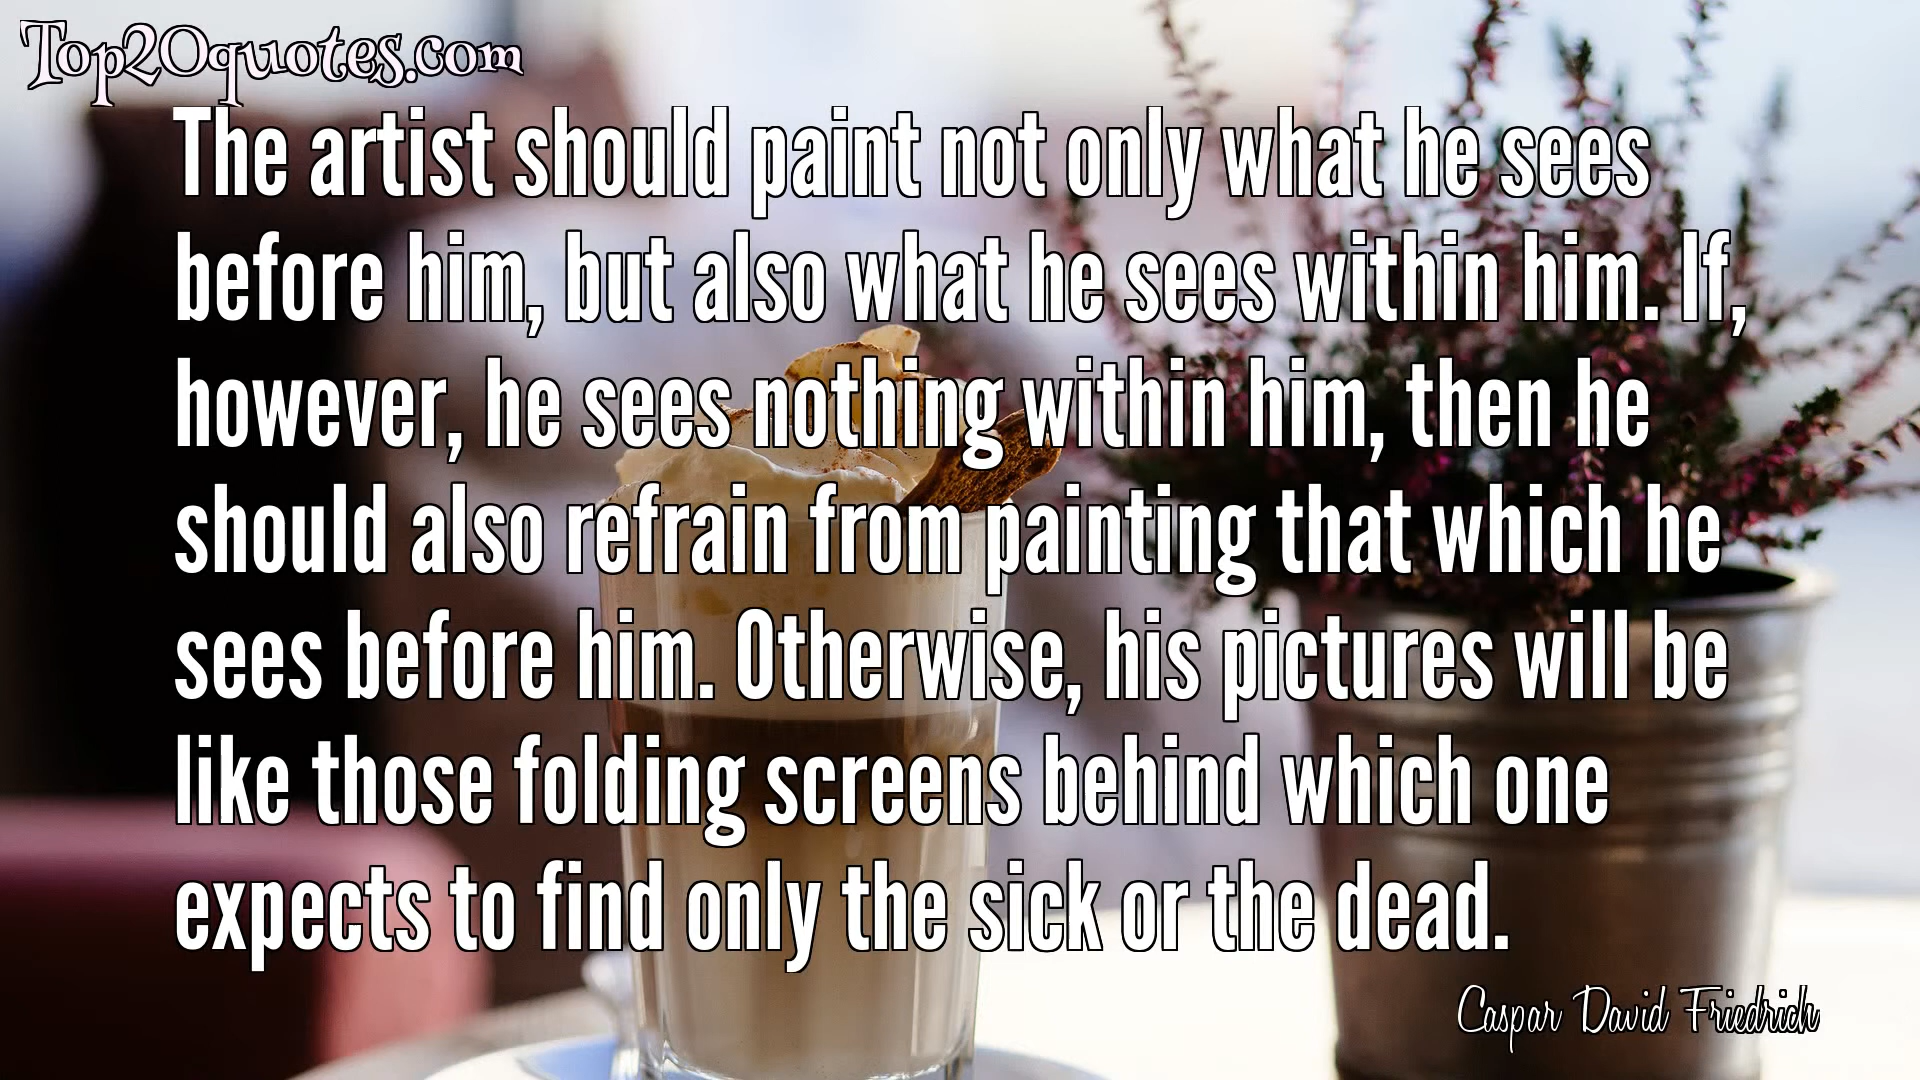 Top20quotes.com
The artist should paint not only what he sees
before him, but also what he sees within him. If,
however, he sees nothing within him, then he
should also refrain from painting that which he
sees before him. Otherwise, his pictures will be
like those folding screens behind which one
expects to find only the sick or the dead.
Caspar David Friedrich